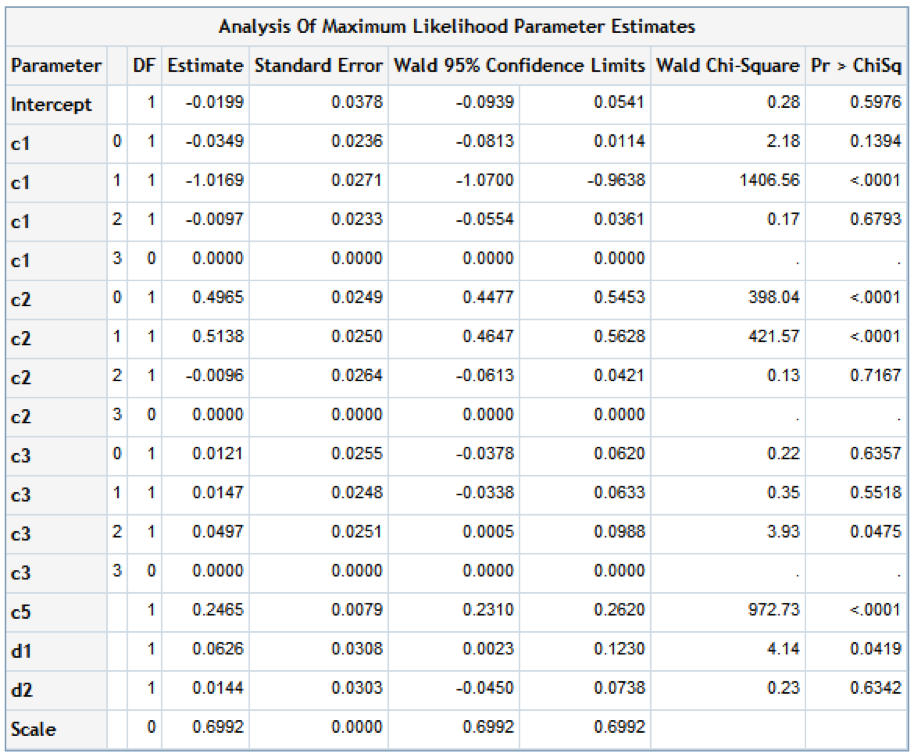 Analysis Of Maximum Likelihood Parameter Estimates
Parameter DF Estimate Standard Error Wald 95% Confidence Limits Wald Chi-Square Pr > ChiSq
Intercept 1 -0.0199 0.0378 -0.0939 0.0541 0.28 0.5976
c1 0 1 -0.0349 0.0236 -0.0813 0.0114 2.18 0.1394
c1 1 1 -1.0169 0.0271 -1.0700 -0.9638 1406.56 <.0001
c1 2 1 -0.0097 0.0233 -0.0554 0.0361 0.17 0.6793
c1 3 0 0.0000 0.0000 0.0000 0.0000 . .
c2 0 1 0.4965 0.0249 0.4477 0.5453 398.04 <.0001
c2 1 1 0.5138 0.0250 0.4647 0.5628 421.57 <.0001
c2 2 1 -0.0096 0.0264 -0.0613 0.0421 0.13 0.7167
c2 3 0 0.0000 0.0000 0.0000 0.0000 . .
c3 0 1 0.0121 0.0255 -0.0378 0.0620 0.22 0.6357
c3 1 1 0.0147 0.0248 -0.0338 0.0633 0.35 0.5518
c3 2 1 0.0497 0.0251 0.0005 0.0988 3.93 0.0475
c3 3 0 0.0000 0.0000 0.0000 0.0000 . .
c5 1 0.2465 0.0079 0.2310 0.2620 972.73 <.0001
d1 1 0.0626 0.0308 0.0023 0.1230 4.14 0.0419
d2 1 0.0144 0.0303 -0.0450 0.0738 0.23 0.6342
Scale 0 0.6992 0.0000 0.6992 0.6992